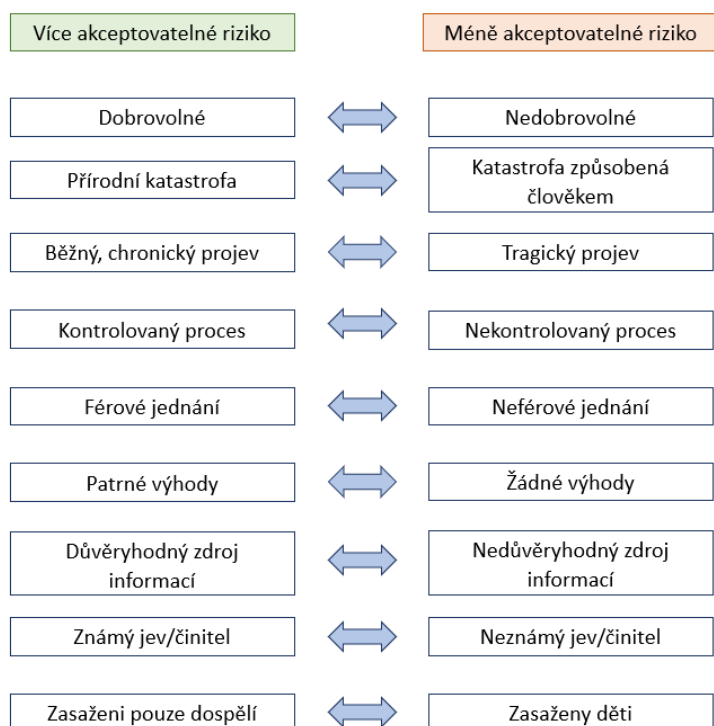 Více akceptovatelné riziko
Méně akceptovatelné riziko
Dobrovolné
Nedobrovolné
Přírodní katastrofa
Katastrofa způsobená
člověkem
Běžný, chronický projev
Tragický projev
Kontrolovaný proces
Nekontrolovaný proces
Férové jednání
Neférové jednání
Patrné výhody
Žádné výhody
Důvěryhodný zdroj
informací
Nedůvěryhodný zdroj
informací
Známý jev/činitel
Neznámý jev/činitel
Zasaženi pouze dospělí
Zasaženy děti